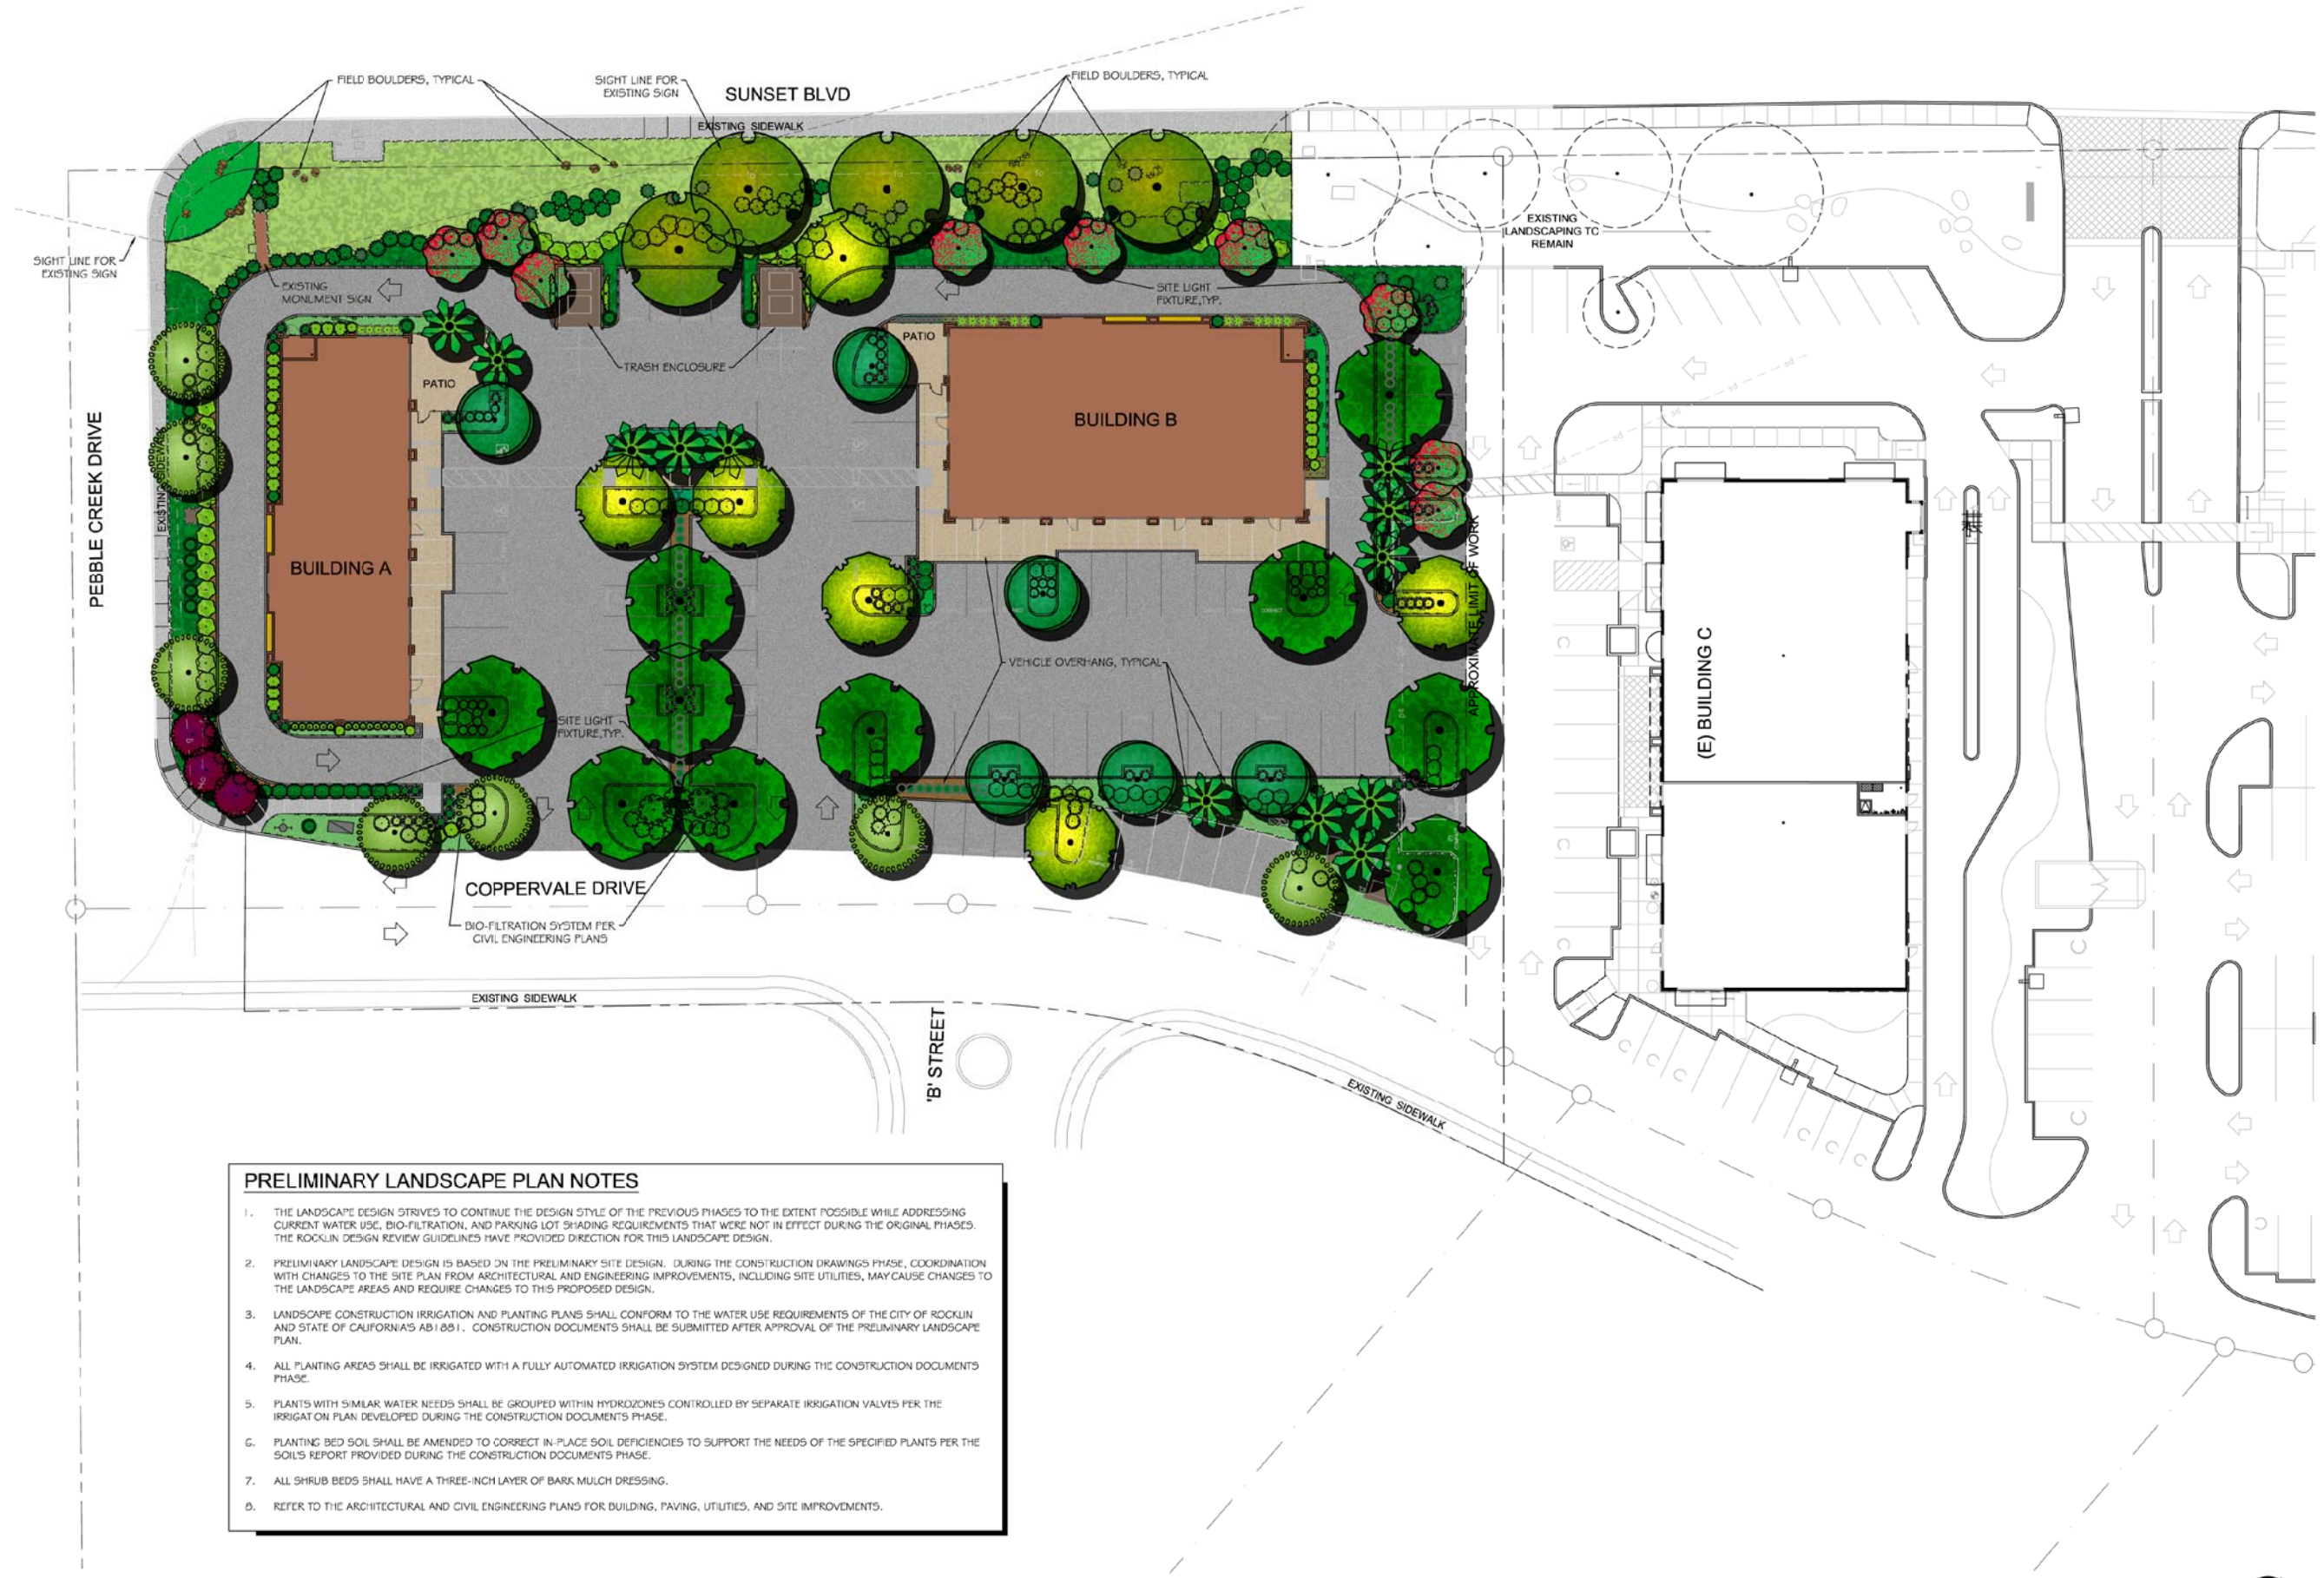 FIELD BOULDERS, TYPICAL
SIGHT LINE FOR
EXISTING SIGN
SUNSET BLVD
FIELD BOULDERS, TYPICAL
EXISTING SIDEWALK
SIGHT LINE FOR
EXISTING SIGN
EXISTING
MONUMENT SIGN
EXISTING
LANDSCAPING TO
REMAIN
SITE LIGHT
FIXTURE,TYP.
PATIO
TRASH ENCLOSURE
PATIO
BUILDING B
PEBBLE CREEK DRIVE
EXISTING SIDEWALK
BUILDING A
APPROXIMATE LIMIT OF WORK
VEHICLE OVERHANG, TYPICAL
(E) BUILDING C
SITE LIGHT
FIXTURE,TYP.
COPPERVALE DRIVE
BIO-FILTRATION SYSTEM PER
CIVIL ENGINEERING PLANS
EXISTING SIDEWALK
'B' STREET
EXISTING SIDEWALK
PRELIMINARY LANDSCAPE PLAN NOTES
1. THE LANDSCAPE DESIGN STRIVES TO CONTINUE THE DESIGN STYLE OF THE PREVIOUS PHASES TO THE EXTENT POSSIBLE WHILE ADDRESSING
CURRENT WATER USE, BIO-FILTRATION, AND PARKING LOT SHADING REQUIREMENTS THAT WERE NOT IN EFFECT DURING THE ORIGINAL PHASES.
THE ROCKLIN DESIGN REVIEW GUIDELINES HAVE PROVIDED DIRECTION FOR THIS LANDSCAPE DESIGN.
2. PRELIMINARY LANDSCAPE DESIGN IS BASED ON THE PRELIMINARY SITE DESIGN. DURING THE CONSTRUCTION DRAWINGS PHASE, COORDINATION
WITH CHANGES TO THE SITE PLAN FROM ARCHITECTURAL AND ENGINEERING IMPROVEMENTS, INCLUDING SITE UTILITIES, MAY CAUSE CHANGES TO
THE LANDSCAPE AREAS AND REQUIRE CHANGES TO THIS PROPOSED DESIGN.
3. LANDSCAPE CONSTRUCTION IRRIGATION AND PLANTING PLANS SHALL CONFORM TO THE WATER USE REQUIREMENTS OF THE CITY OF ROCKLIN
AND STATE OF CALIFORNIA'S AB1881. CONSTRUCTION DOCUMENTS SHALL BE SUBMITTED AFTER APPROVAL OF THE PRELIMINARY LANDSCAPE
PLAN.
4. ALL PLANTING AREAS SHALL BE IRRIGATED WITH A FULLY AUTOMATED IRRIGATION SYSTEM DESIGNED DURING THE CONSTRUCTION DOCUMENTS
PHASE.
5. PLANTS WITH SIMILAR WATER NEEDS SHALL BE GROUPED WITHIN HYDROZONES CONTROLLED BY SEPARATE IRRIGATION VALVES PER THE
IRRIGATION PLAN DEVELOPED DURING THE CONSTRUCTION DOCUMENTS PHASE.
6. PLANTING BED SOIL SHALL BE AMENDED TO CORRECT IN-PLACE SOIL DEFICIENCIES TO SUPPORT THE NEEDS OF THE SPECIFIED PLANTS PER THE
SOIL'S REPORT PROVIDED DURING THE CONSTRUCTION DOCUMENTS PHASE.
7. ALL SHRUB BEDS SHALL HAVE A THREE-INCH LAYER OF BARK MULCH DRESSING.
8. REFER TO THE ARCHITECTURAL AND CIVIL ENGINEERING PLANS FOR BUILDING, PAVING, UTILITIES, AND SITE IMPROVEMENTS.